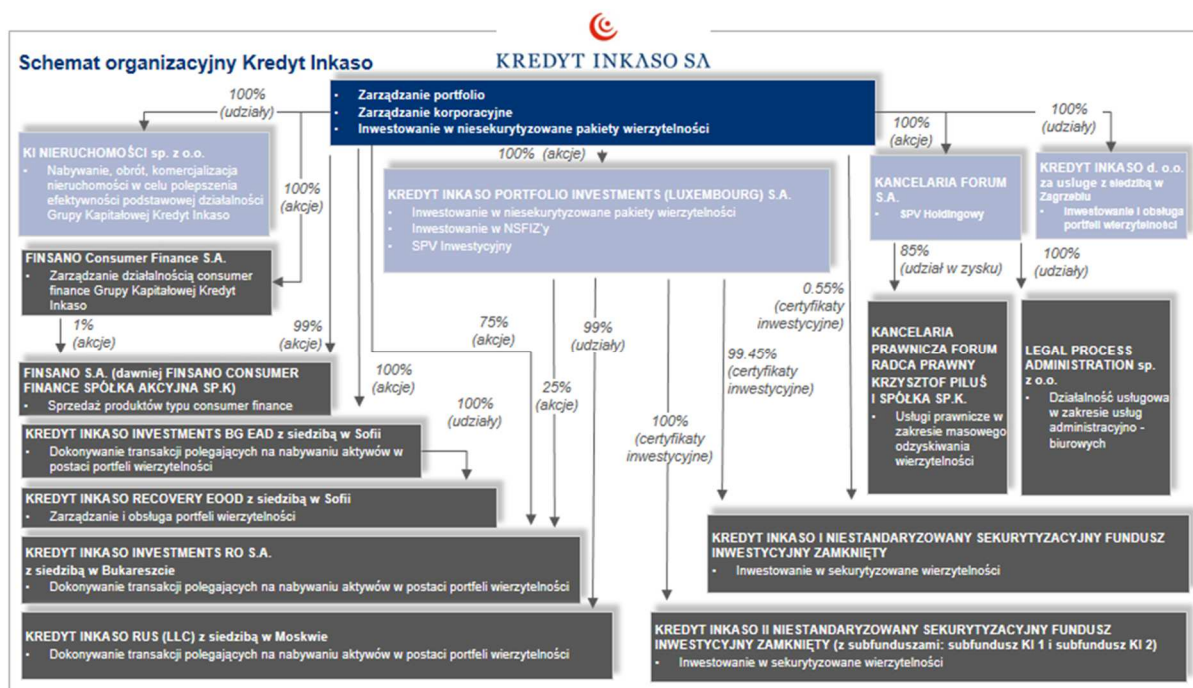 Schemat organizacyjny Kredyt Inkaso
KREDYT INKASO SA
Zarządzanie portfolio
Zarządzanie korporacyjne
Inwestowanie w niesekurytyzowane pakiety wierzytelności
100%
(udziały)
100%
(akcje)
99%
(akcje)
100%
(akcje)
75%
(akcje)
100% (akcje)
0.55%
(certyfikaty
inwestycyjne)
100%
(akcje)
100%
(udziały)
KI NIERUCHOMOŚCI sp. z o.o.
Nabywanie, obrót, komercjalizacja
nieruchomości w celu polepszenia
efektywności podstawowej działalności
Grupy Kapitałowej Kredyt Inkaso
KREDYT INKASO PORTFOLIO INVESTMENTS (LUXEMBOURG) S.A.
Inwestowanie w niesekurytyzowane pakiety wierzytelności
Inwestowanie w NSFIZ'y
SPV Inwestycyjny
KANCELARIA FORUM
S.A.
SPV Holdingowy
KREDYT INKASO d. o.o.
za usluge z siedzibą w
Zagrzebiu
Inwestowanie i obsługa
portfeli wierzytelności
FINSANO Consumer Finance S.A.
Zarządzanie działalnością consumer
finance Grupy Kapitałowej Kredyt
Inkaso
1%
(akcje)
FINSANO S.A. (dawniej FINSANO CONSUMER
FINANCE SPÓŁKA AKCYJNA SP.K)
Sprzedaż produktów typu consumer finance
KREDYT INKASO INVESTMENTS BG EAD z siedzibą w Sofii
Dokonywanie transakcji polegających na nabywaniu aktywów w
postaci portfeli wierzytelności
100%
(udziały)
KREDYT INKASO RECOVERY EOOD z siedzibą w Sofii
Zarządzanie i obsługa portfeli wierzytelności
25%
(akcje)
KREDYT INKASO INVESTMENTS RO S.A.
z siedzibą w Bukareszcie
Dokonywanie transakcji polegających na nabywaniu aktywów w postaci portfeli wierzytelności
99%
(udziały)
KREDYT INKASO RUS (LLC) z siedzibą w Moskwie
Dokonywanie transakcji polegających na nabywaniu aktywów w postaci portfeli wierzytelności
100%
(certyfikaty
inwestycyjne)
99.45%
(certyfikaty
inwestycyjne)
85%
(udział w zysku)
100%
(udziały)
KANCELARIA
PRAWNICZA FORUM
RADCA PRAWNY
KRZYSZTOF PILUŚ
I SPÓŁKA SP.K.
Usługi prawnicze w
zakresie masowego
odzyskiwania
wierzytelności
LEGAL PROCESS
ADMINISTRATION sp.
z o.o.
Działalność usługowa
w zakresie usług
administracyjno -
biurowych
KREDYT INKASO I NIESTANDARYZOWANY SEKURYTYZACYJNY FUNDUSZ
INWESTYCYJNY ZAMKNIĘTY
Inwestowanie w sekurytyzowane wierzytelności
KREDYT INKASO II NIESTANDARYZOWANY SEKURYTYZACYJNY FUNDUSZ
INWESTYCYJNY ZAMKNIĘTY (z subfunduszami: subfundusz KI 1 i subfundusz KI 2)
Inwestowanie w sekurytyzowane wierzytelności